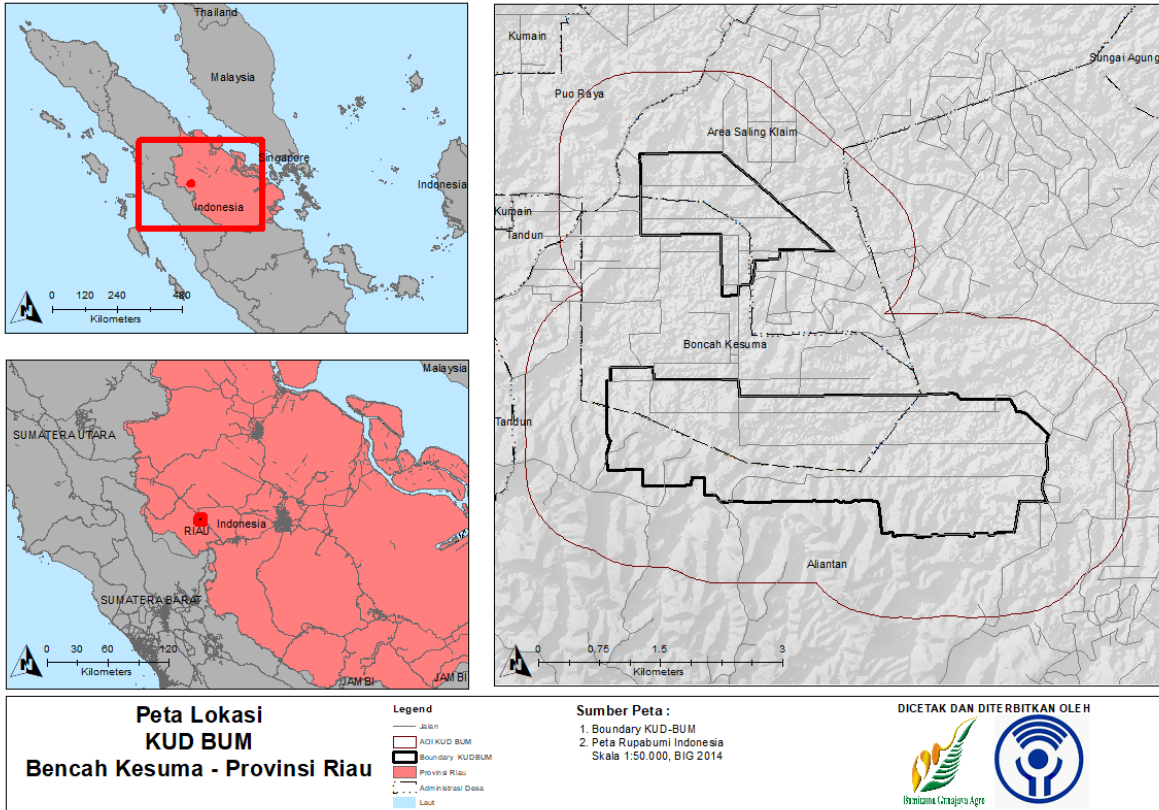 Thailand
Malaysia
Singapore
Indonesia
Indonesia
N
0 120 240 480
Kilometers
Malaysia
SUMATERA UTARA
Indonesia
RIAU
SUMATERA BARAT
JAMBI
JAMBI
N
0 30 60 120
Kilometers
Kumain
Sungai Agung
Puo Raya
Area Saling Klaim
Kumain
Tandun
Boncah Kesuma
Tandun
Aliantan
N
0 0.75 1.5 3
Kilometers
Peta Lokasi
KUD BUM
Bencah Kesuma - Provinsi Riau
Legend
Jalan
AOI KUD BUM
Boundary KUDBUM
Provinsi Riau
Administrasi Desa
Laut
Sumber Peta :
1. Boundary KUD-BUM
2. Peta Rupabumi Indonesia
Skala 1:50.000, BIG 2014
DICETAK DAN DITERBITKAN OLEH
Bumitama Gunajaya Agro